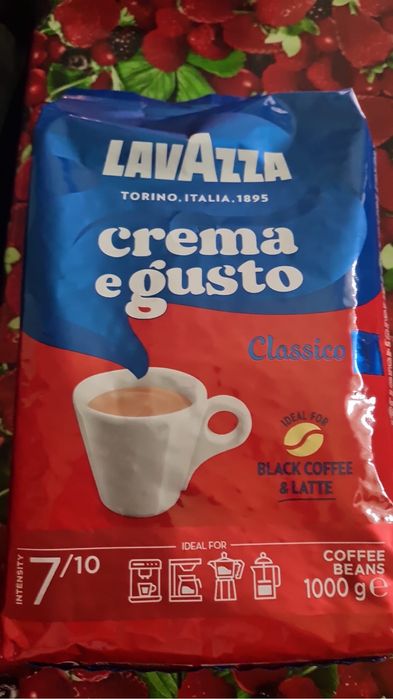 LAVAZZA
TORINO.ITALIA.1895
crema
e gusto
Classico
IDEAL FOR
BLACK COFFEE
& LATTE
IDEAL FOR
INTENSITY
7/10
COFFEE
BEANS
1000 g e